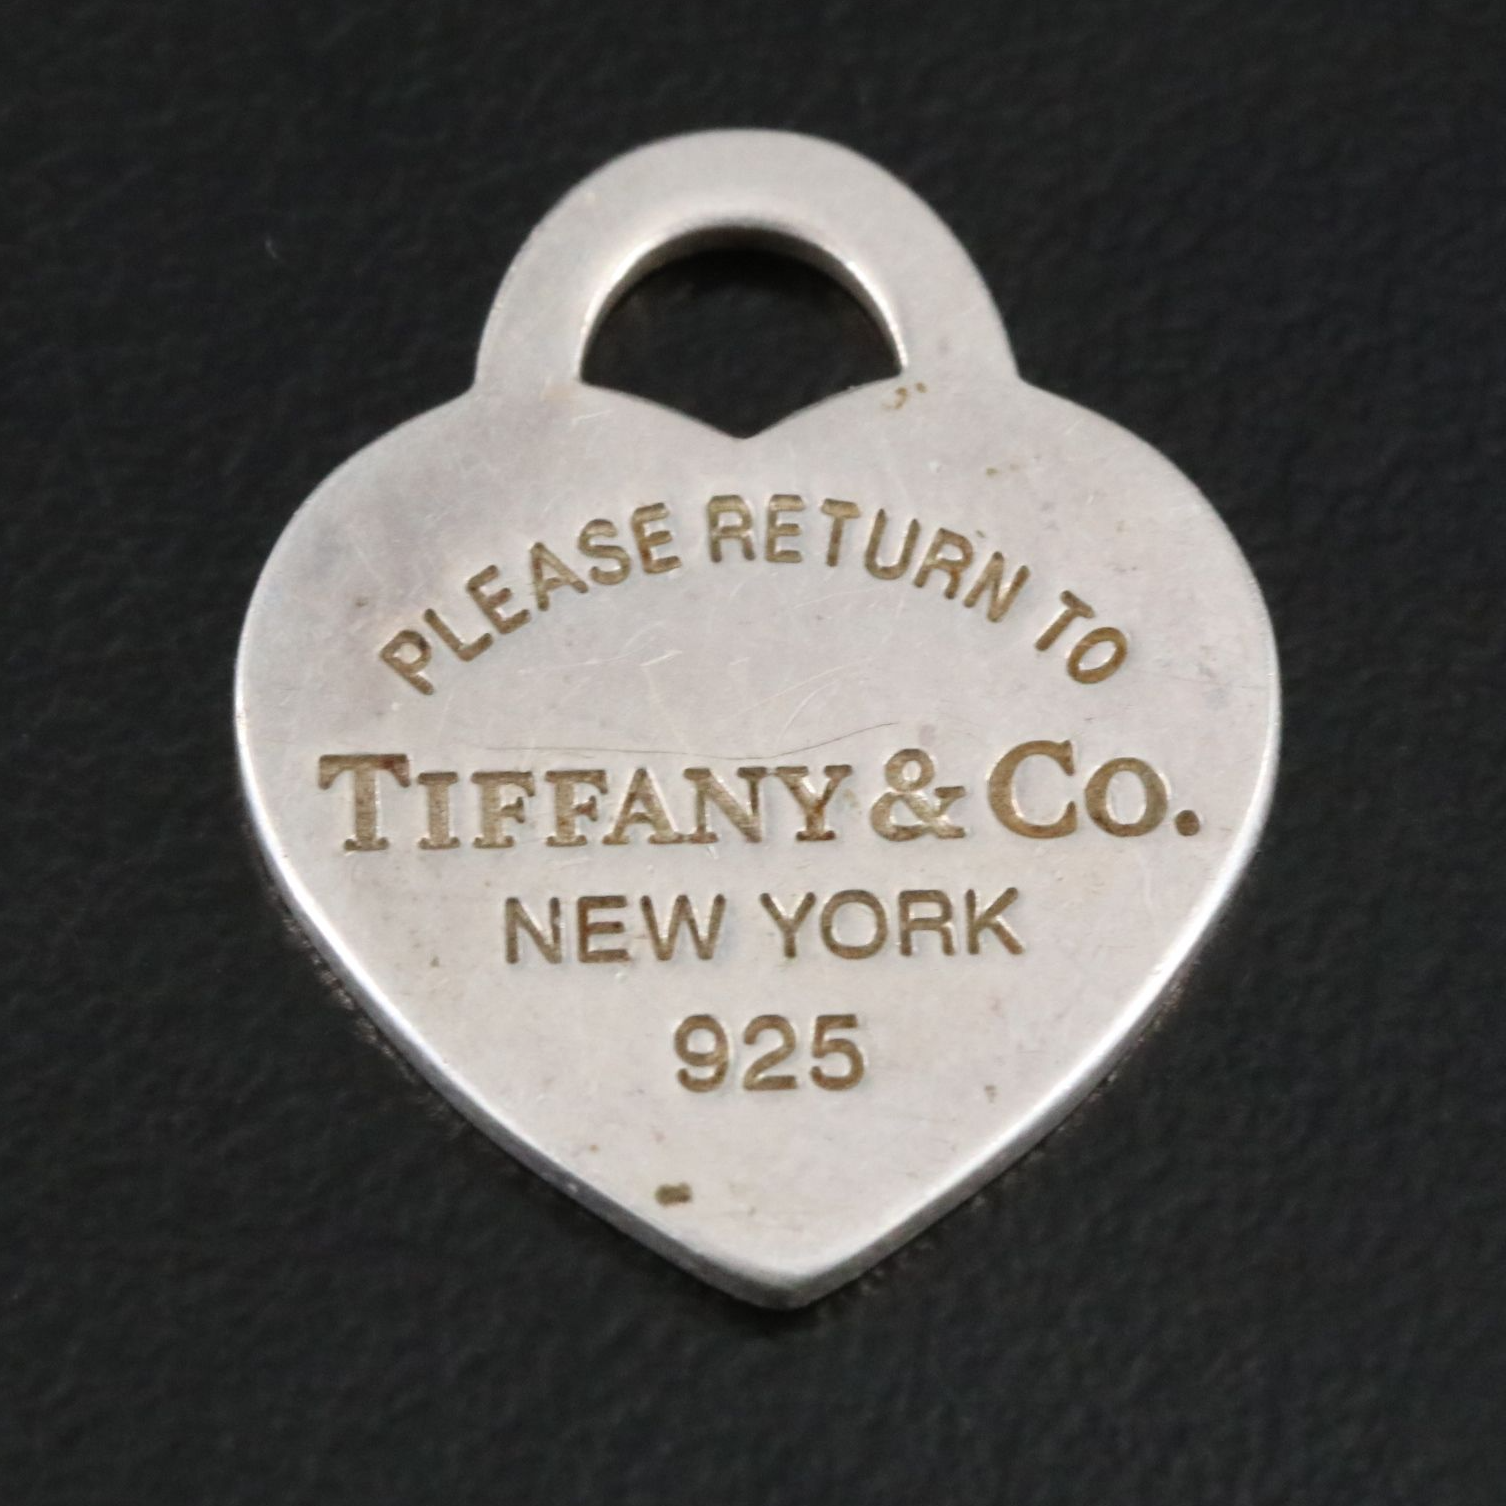 PLEASE RETURN TO
TIFFANY & CO.
NEW YORK
925